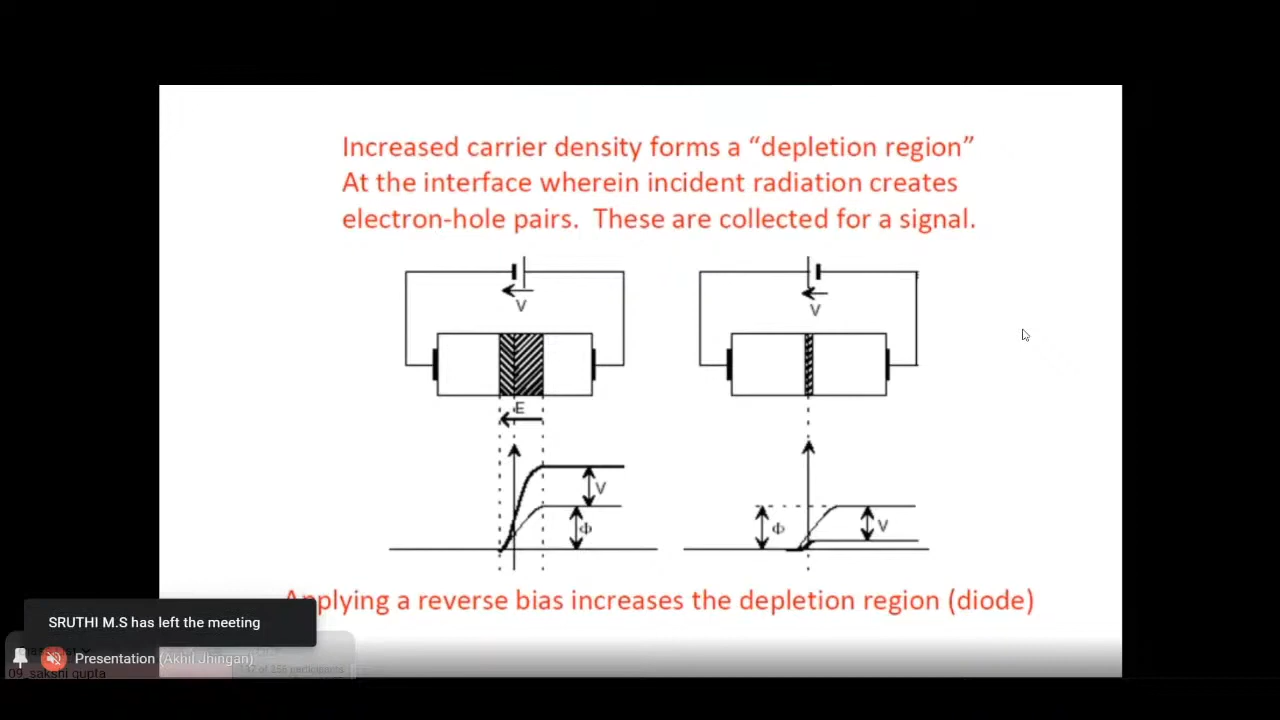 Increased carrier density forms a “depletion region”
At the interface wherein incident radiation creates
electron-hole pairs. These are collected for a signal.
V
V
E
V
Φ
Φ
V
Applying a reverse bias increases the depletion region (diode)
SRUTHI M.S has left the meeting
Presentation (Akhil Jhingan)
participants
09_sakshi gupta